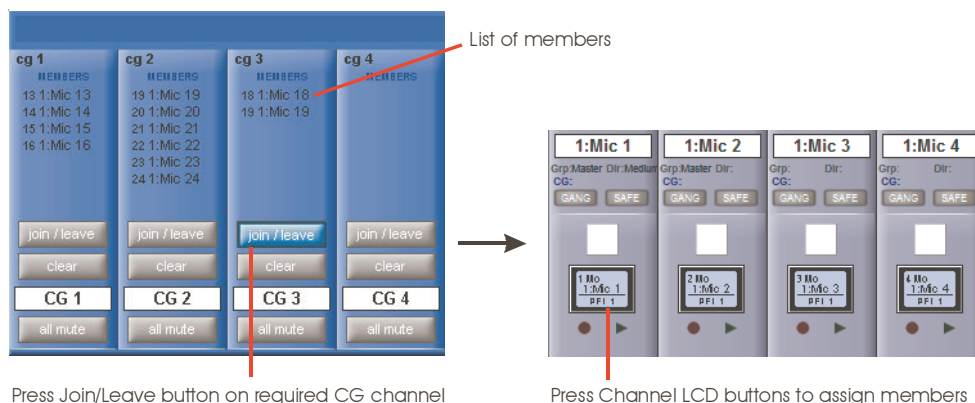 List of members
cg 1
MEMBERS
13 1:Mic 13
14 1:Mic 14
15 1:Mic 15
16 1:Mic 16
join / leave
clear
CG 1
all mute
cg 2
MEMBERS
19 1:Mic 19
20 1:Mic 20
21 1:Mic 21
22 1:Mic 22
23 1:Mic 23
24 1:Mic 24
join / leave
clear
CG 2
all mute
cg 3
MEMBERS
18 1:Mic 18
19 1:Mic 19
join / leave
clear
CG 3
all mute
cg 4
MEMBERS
join / leave
clear
CG 4
all mute
Press Join/Leave button on required CG channel
1:Mic 1
Grp:Master Dir:Medium
CG:
GANG SAFE
1 Mo
1:Mic 1
PFL 1
1:Mic 2
Grp:Master Dir:
CG:
GANG SAFE
2 Mo
1:Mic 2
PFL 1
1:Mic 3
Grp: Dir:
CG:
GANG SAFE
3 Mo
1:Mic 3
PFL 1
1:Mic 4
Grp: Dir:
CG:
GANG SAFE
4 Mo
1:Mic 4
PFL 1
Press Channel LCD buttons to assign members